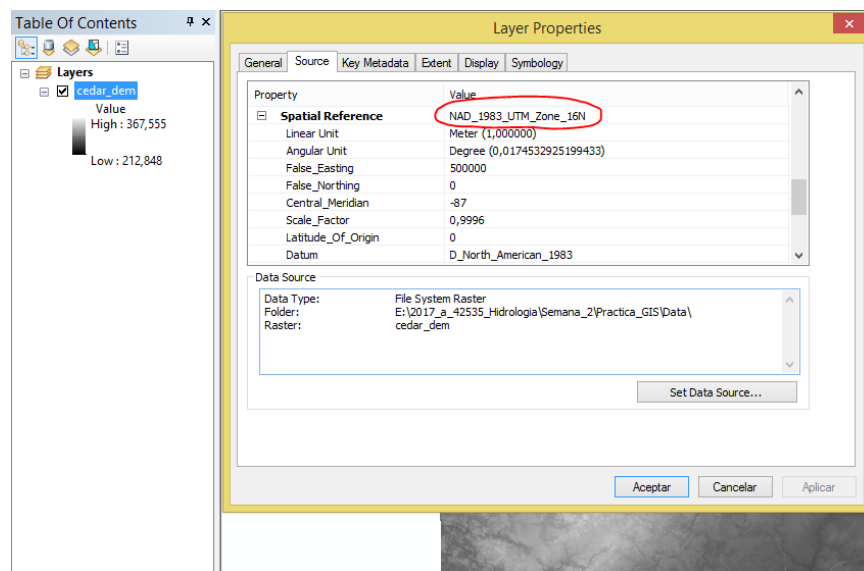 Table Of Contents
Layers
cedar_dem
Value
High : 367,555
Low : 212,848
Layer Properties
General Source Key Metadata Extent Display Symbology
Property Value
Spatial Reference NAD_1983_UTM_Zone_16N
Linear Unit Meter (1,000000)
Angular Unit Degree (0,0174532925199433)
False_Easting 500000
False_Northing 0
Central_Meridian -87
Scale_Factor 0,9996
Latitude_Of_Origin 0
Datum D_North_American_1983
Data Source
Data Type: File System Raster
Folder: E:\2017_a_42535_Hidrologia\Semana_2\Practica_GIS\Data\
Raster: cedar_dem
Set Data Source...
Aceptar Cancelar Aplicar